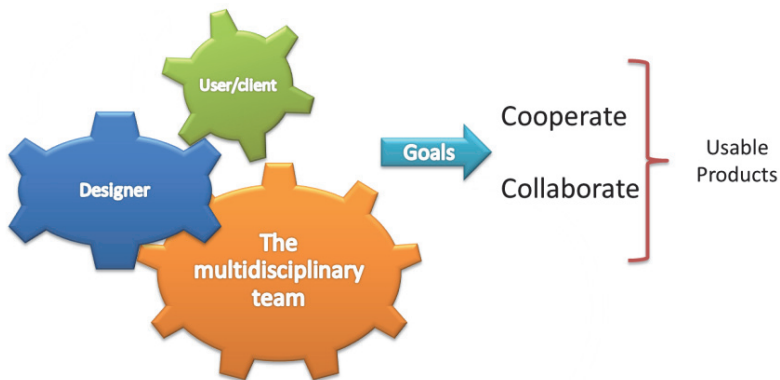 User/client
Designer
The
multidisciplinary
team
Goals
Cooperate
Collaborate
Usable
Products